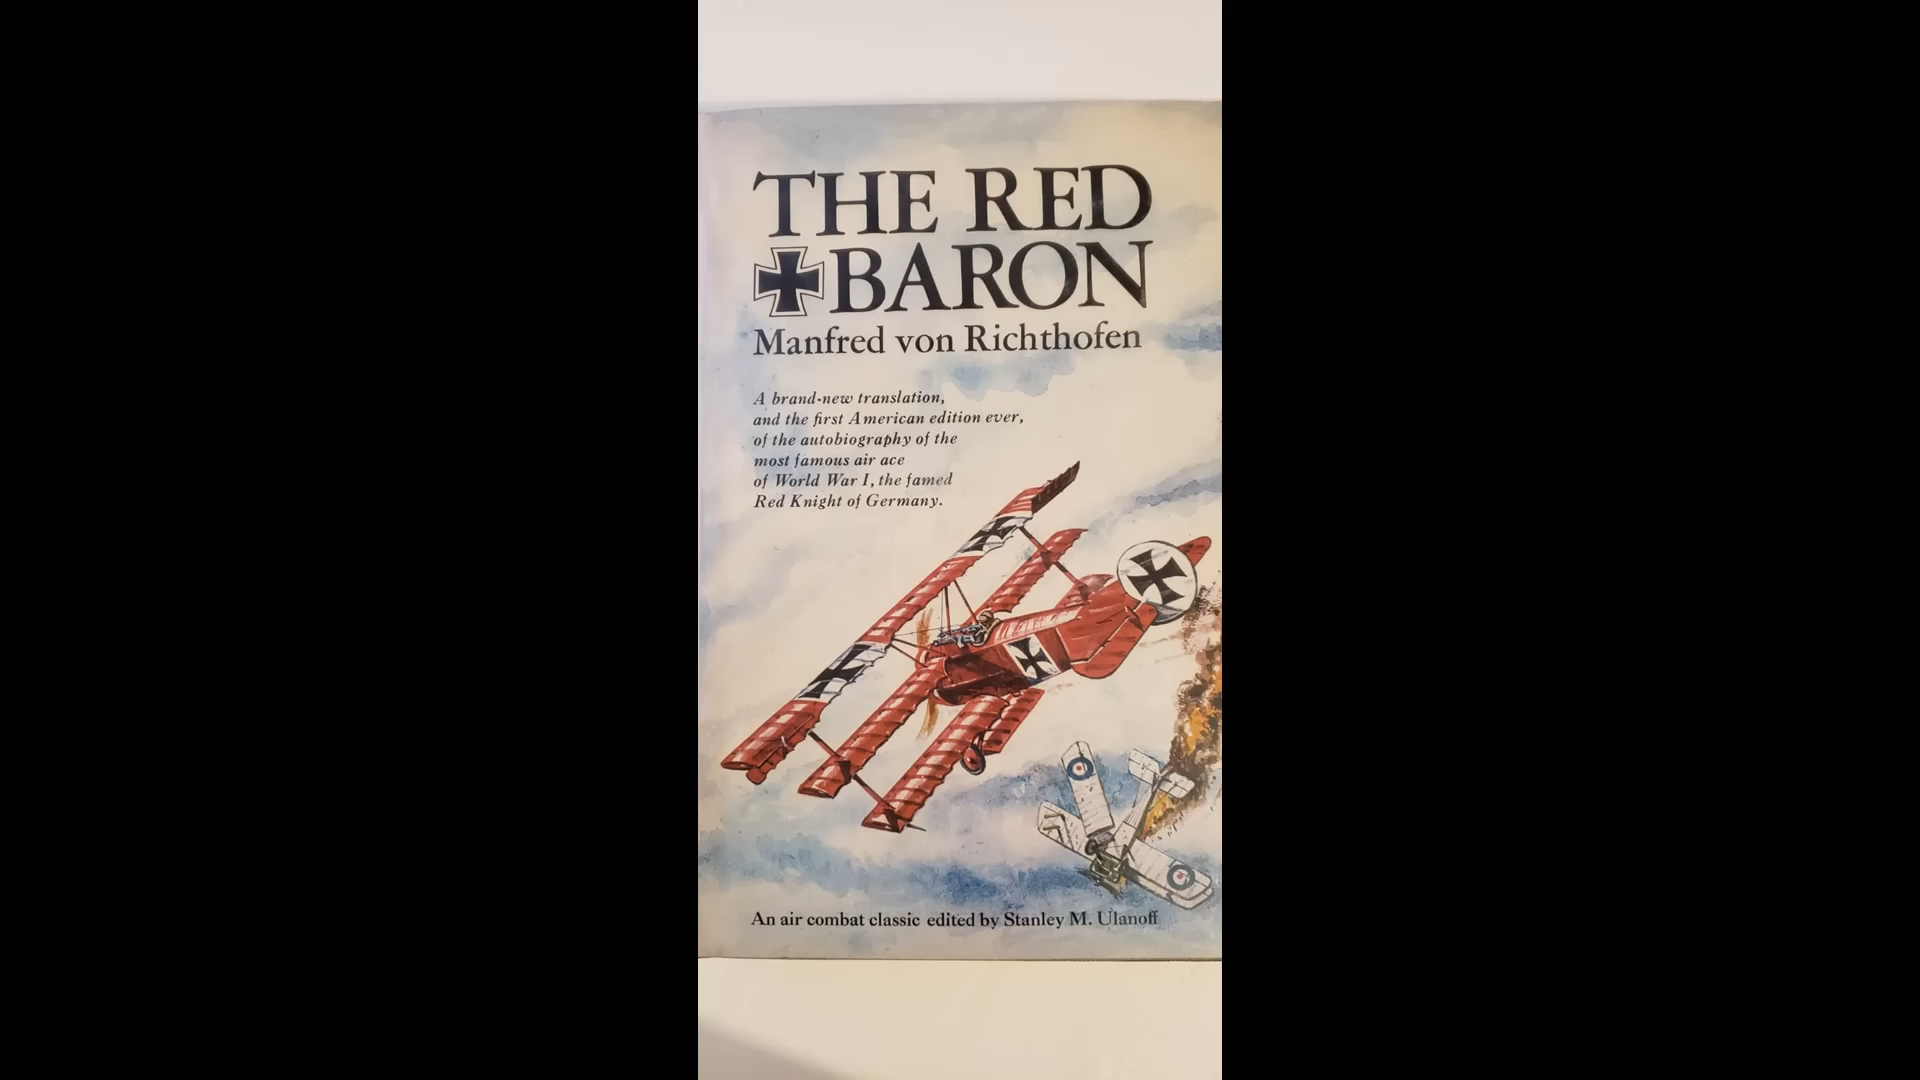 THE RED
BARON
Manfred von Richthofen
A brand-new translation,
and the first American edition ever,
of the autobiography of the
most famous air ace
of World War I, the famed
Red Knight of Germany.
An air combat classic edited by Stanley M. Ulanoff